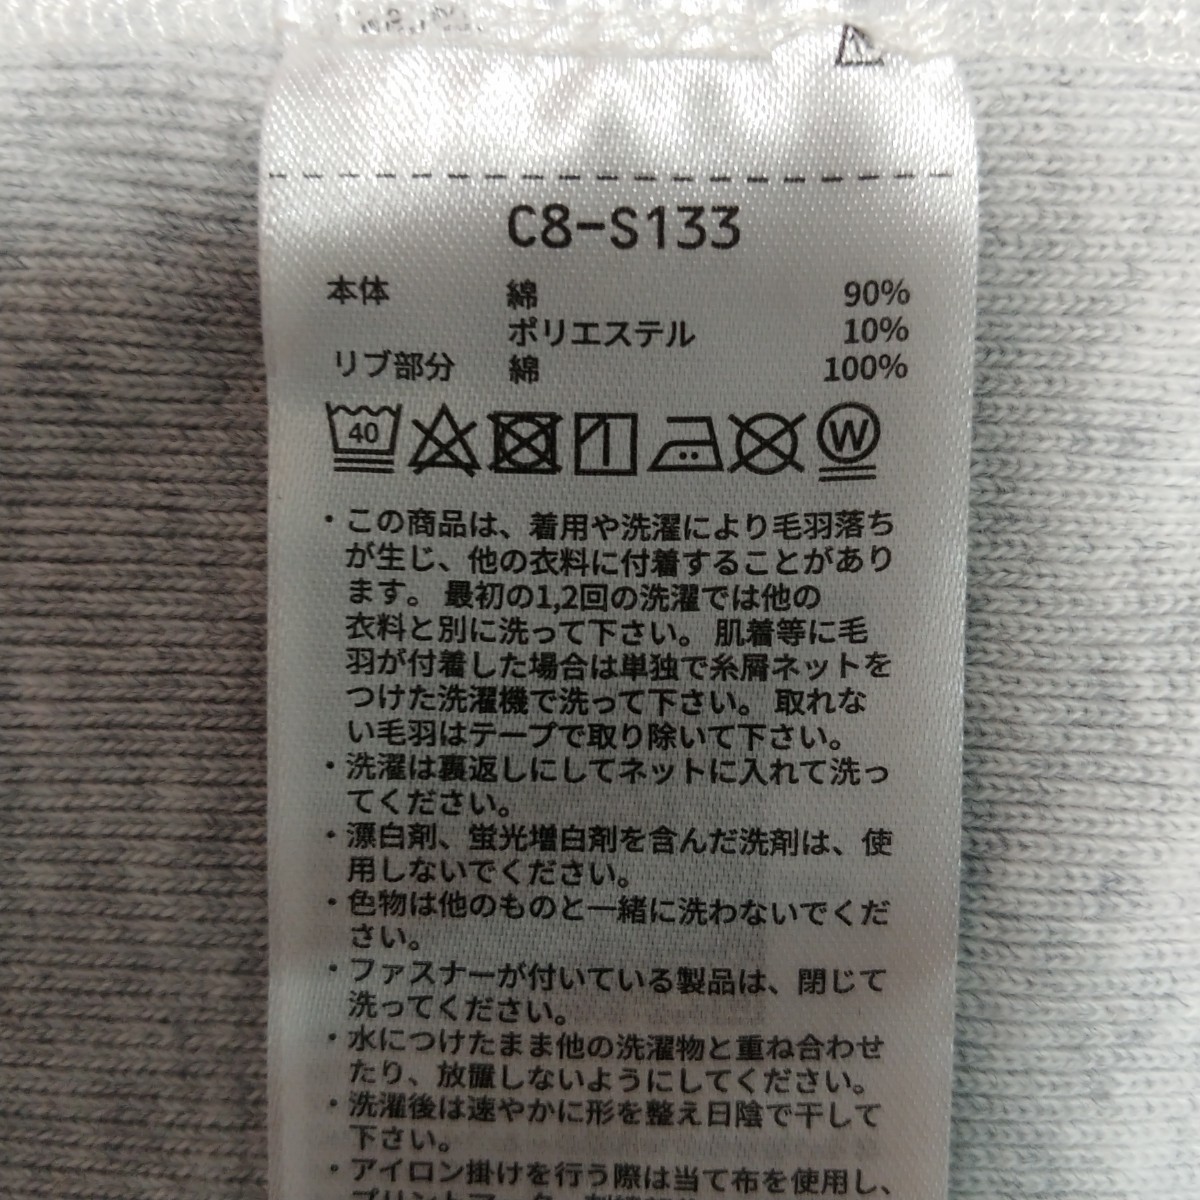 C8-S133
本体 綿 90%
ポリエステル 10%
リブ部分 綿 100%
40 W
・この商品は、着用や洗濯により毛羽落ち
が生じ、他の衣料に付着することがあり
ます。 最初の1,2回の洗濯では他の
衣料と別に洗って下さい。 肌着等に毛
羽が付着した場合は単独で糸屑ネットを
つけた洗濯機で洗って下さい。 取れな
い毛羽はテープで取り除いて下さい。
・洗濯は裏返しにしてネットに入れて洗っ
てください。
・漂白剤、蛍光増白剤を含んだ洗剤は、使
用しないでください。
・色物は他のものと一緒に洗わないでくだ
さい。
・ファスナーが付いている製品は、閉じて
洗ってください。
・水につけたまま他の洗濯物と重ね合わせ
たり、放置しないようにしてください。
・洗濯後は速やかに形を整え日陰で干して
下さい。
・アイロン掛けを行う際は当て布を使用し、